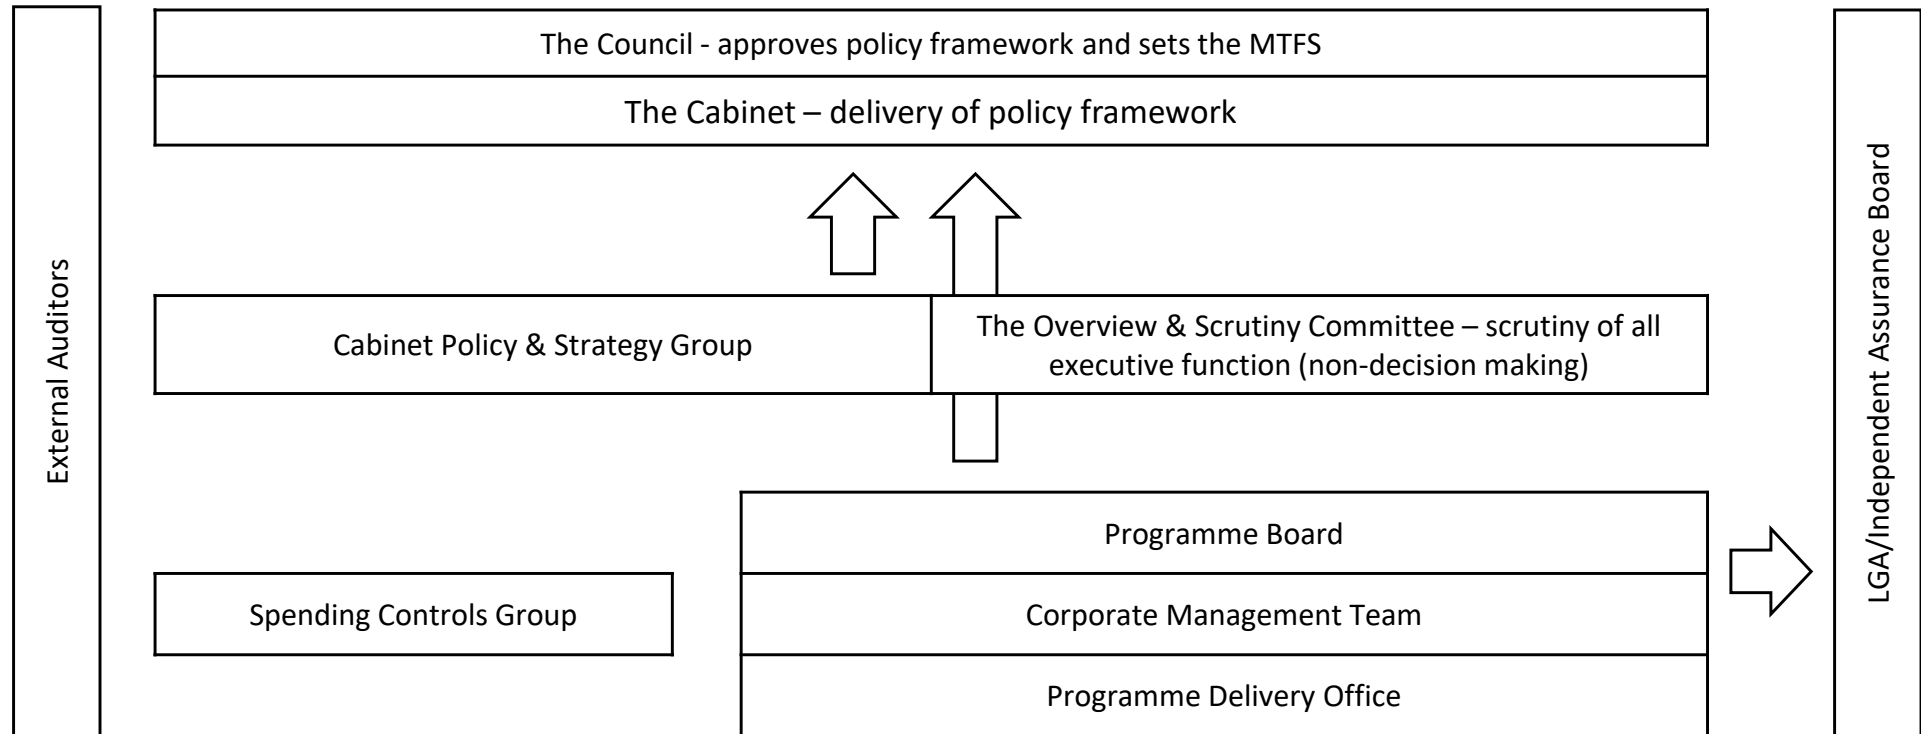 External Auditors
The Council - approves policy framework and sets the MTFS
The Cabinet – delivery of policy framework
Cabinet Policy & Strategy Group
The Overview & Scrutiny Committee – scrutiny of all
executive function (non-decision making)
Spending Controls Group
Programme Board
Corporate Management Team
Programme Delivery Office
LGA/Independent Assurance Board